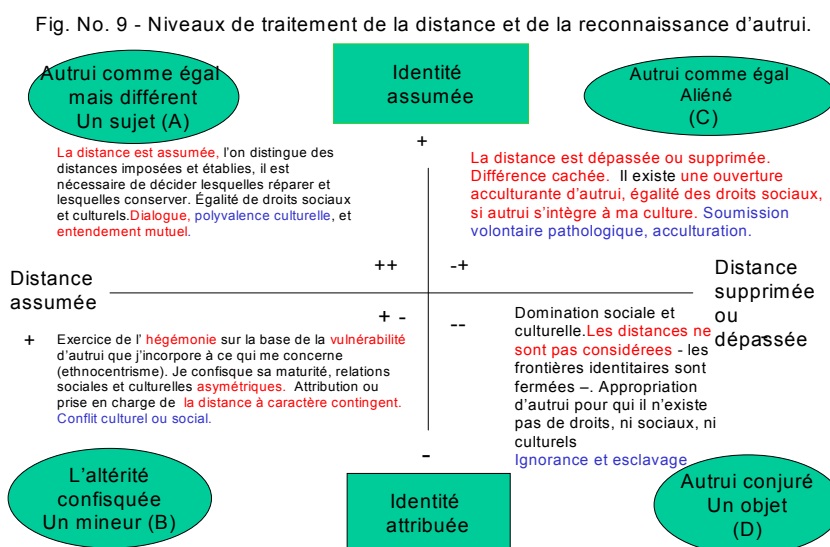 Fig. No. 9 - Niveaux de traitement de la distance et de la reconnaissance d'autrui.
Autrui comme égal
mais différent
Un sujet (A)
Identité
assumée
Autrui comme égal
Aliéné
(C)
+
La distance est assumée, l'on distingue des
distances imposées et établies, il est
nécessaire de décider lesquelles réparer et
lesquelles conserver. Égalité de droits sociaux
et culturels.Dialogue, polyvalence culturelle, et
entendement mutuel.
La distance est dépassée ou supprimée.
Différence cachée. Il existe une ouverture
acculturante d'autrui, égalité des droits sociaux,
si autrui s'intègre à ma culture. Soumission
volontaire pathologique, acculturation.
Distance
assumée
++
-+
Distance
supprimée
ou
dépassée
-
+
+ -
--
Exercice de l' hégémonie sur la base de la vulnérabilité
d'autrui que j'incorpore à ce qui me concerne
(ethnocentrisme). Je confisque sa maturité, relations
sociales et culturelles asymétriques. Attribution ou
prise en charge de la distance à caractère contingent.
Conflit culturel ou social.
Domination sociale et
culturelle.Les distances ne
sont pas considérees - les
frontières identitaires sont
fermées –. Appropriation
d'autrui pour qui il n'existe
pas de droits, ni sociaux, ni
culturels
Ignorance et esclavage
-
L'altérité
confisquée
Un mineur (B)
Identité
attribuée
Autrui conjuré
Un objet
(D)